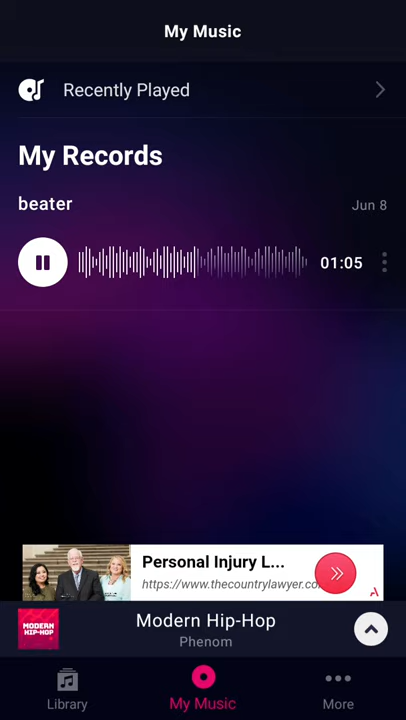 My Music
Recently Played
My Records
beater
Jun 8
01:05
Personal Injury L...
https://www.thecountrylawyer.co
MODERN
HIP-HOP
Modern Hip-Hop
Phenom
Library
My Music
More